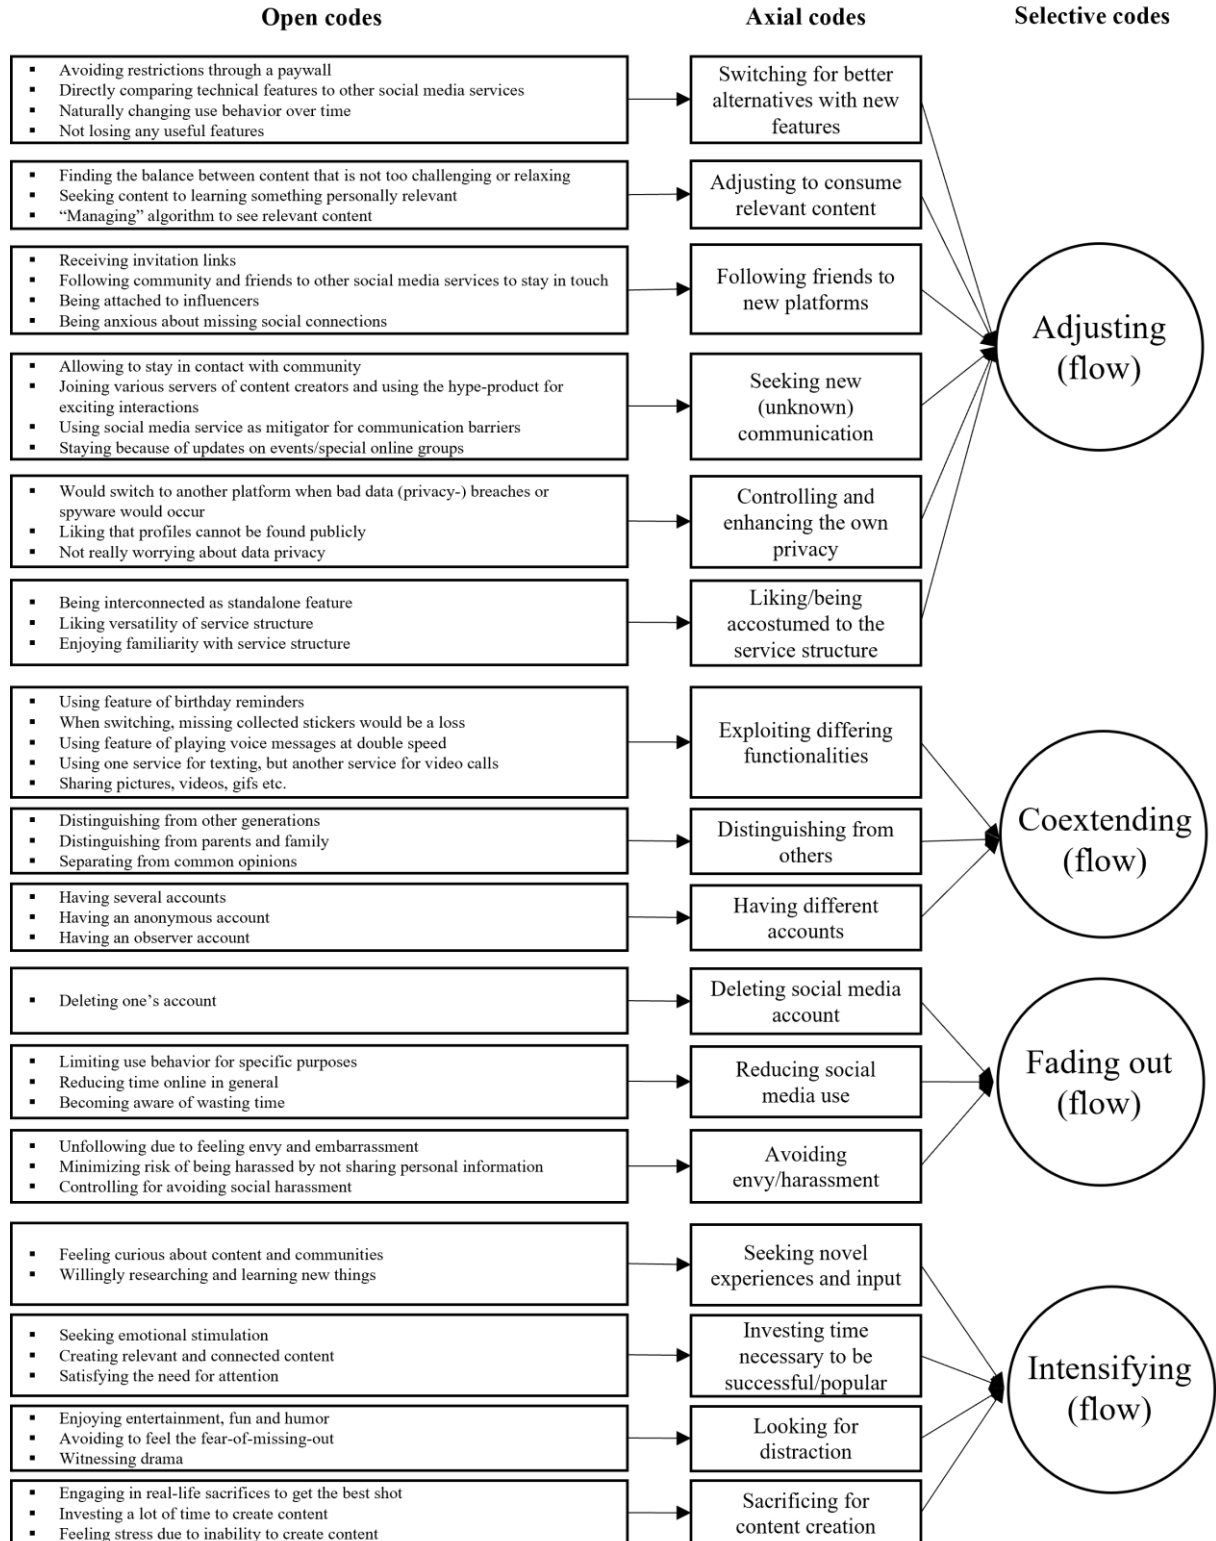 Open codes
Axial codes
Selective codes
▪ Avoiding restrictions through a paywall
▪ Directly comparing technical features to other social media services
▪ Naturally changing use behavior over time
▪ Not losing any useful features
Switching for better
alternatives with new
features
▪ Finding the balance between content that is not too challenging or relaxing
▪ Seeking content to learning something personally relevant
▪ “Managing” algorithm to see relevant content
Adjusting to consume
relevant content
▪ Receiving invitation links
▪ Following community and friends to other social media services to stay in touch
▪ Being attached to influencers
▪ Being anxious about missing social connections
Following friends to
new platforms
▪ Allowing to stay in contact with community
▪ Joining various servers of content creators and using the hype-product for
exciting interactions
▪ Using social media service as mitigator for communication barriers
▪ Staying because of updates on events/special online groups
Seeking new
(unknown)
communication
▪ Would switch to another platform when bad data (privacy-) breaches or
spyware would occur
▪ Liking that profiles cannot be found publicly
▪ Not really worrying about data privacy
Controlling and
enhancing the own
privacy
▪ Being interconnected as standalone feature
▪ Liking versatility of service structure
▪ Enjoying familiarity with service structure
Liking/being
accostumed to the
service structure
Adjusting
(flow)
▪ Using feature of birthday reminders
▪ When switching, missing collected stickers would be a loss
▪ Using feature of playing voice messages at double speed
▪ Using one service for texting, but another service for video calls
▪ Sharing pictures, videos, gifs etc.
Exploiting differing
functionalities
▪ Distinguishing from other generations
▪ Distinguishing from parents and family
▪ Separating from common opinions
Distinguishing from
others
▪ Having several accounts
▪ Having an anonymous account
▪ Having an observer account
Having different
accounts
Coextending
(flow)
▪ Deleting one’s account
Deleting social media
account
▪ Limiting use behavior for specific purposes
▪ Reducing time online in general
▪ Becoming aware of wasting time
Reducing social
media use
▪ Unfollowing due to feeling envy and embarrassment
▪ Minimizing risk of being harassed by not sharing personal information
▪ Controlling for avoiding social harassment
Avoiding
envy/harassment
Fading out
(flow)
▪ Feeling curious about content and communities
▪ Willingly researching and learning new things
Seeking novel
experiences and input
▪ Seeking emotional stimulation
▪ Creating relevant and connected content
▪ Satisfying the need for attention
Investing time
necessary to be
successful/popular
▪ Enjoying entertainment, fun and humor
▪ Avoiding to feel the fear-of-missing-out
▪ Witnessing drama
Looking for
distraction
▪ Engaging in real-life sacrifices to get the best shot
▪ Investing a lot of time to create content
▪ Feeling stress due to inability to create content
Sacrificing for
content creation
Intensifying
(flow)